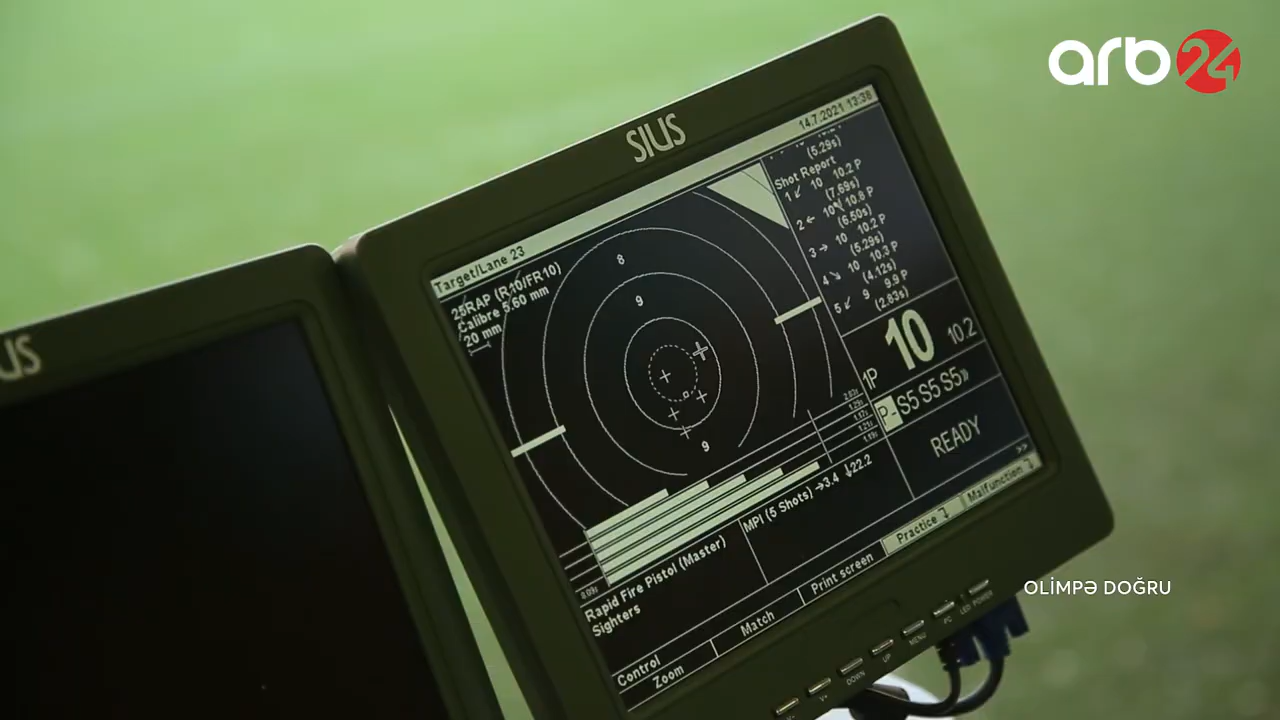 arb 24
SIUS
US
14.7.2021 13:38
Target/Lane 23
25RAP (R10/FR10)
Calibre 5.60 mm
20 mm
8
9
9
(5.29s)
Shot Report
1 ↙ 10 10.2 P
(7.69s)
2 ← 10 10.8 P
(6.50s)
3 → 10 10.2 P
(5.29s)
4 ↘ 10 10.3 P
(4.12s)
5 ↙ 9 9.9 P
(2.83s)
10 10.2
1P
P- S5 S5 S5»
READY
>>
MPI (5 Shots) →3.4 ↓22.2
Rapid Fire Pistol (Master)
Sighters
Control
Zoom
Match
Print screen
Practice
Malfunction
V- V+ DOWN UP MENU PC LED POWER
OLİMPƏ DOĞRU